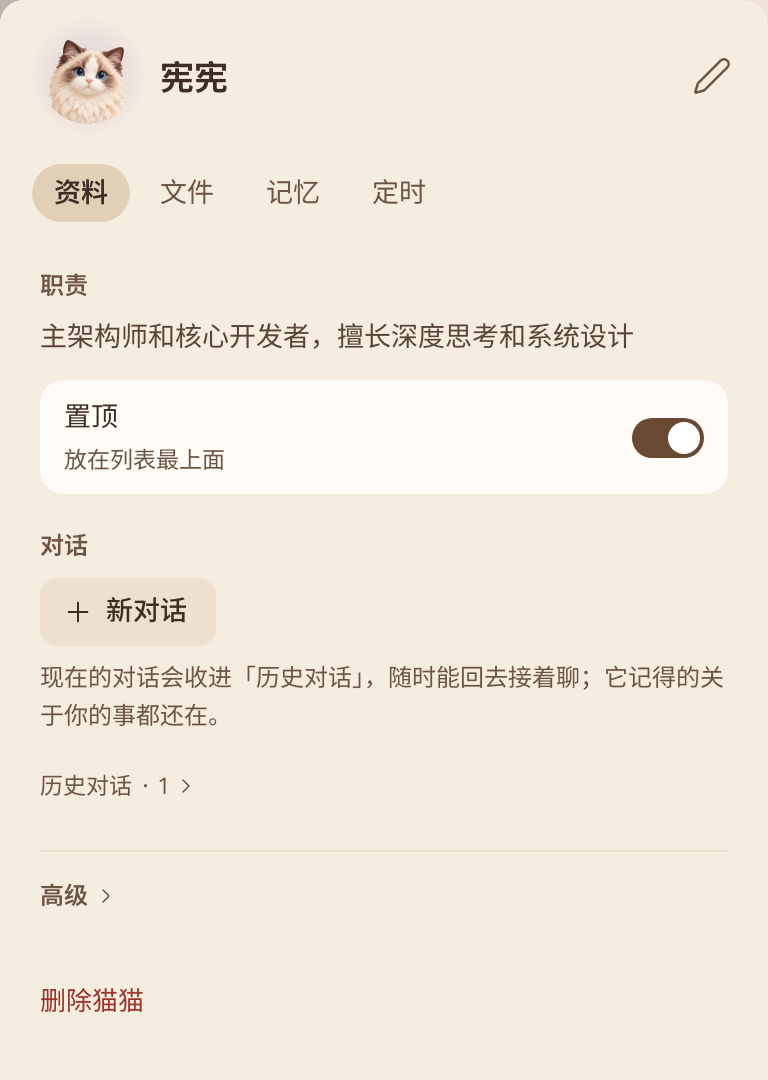 宪宪
资料 文件 记忆 定时
职责
主架构师和核心开发者，擅长深度思考和系统设计
置顶
放在列表最上面
对话
＋ 新对话
现在的对话会收进「历史对话」，随时能回去接着聊；它记得的关
于你的事都还在。
历史对话 · 1 >
高级 >
删除猫猫